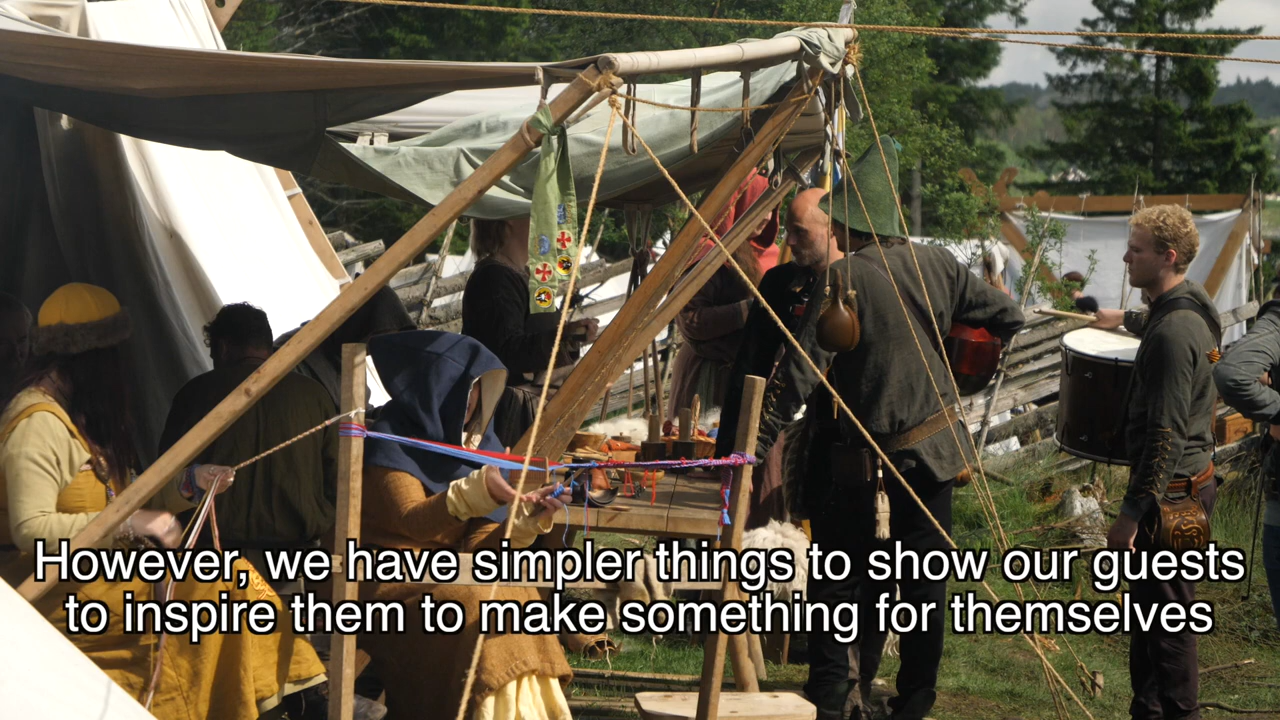 However, we have simpler things to show our guests
to inspire them to make something for themselves